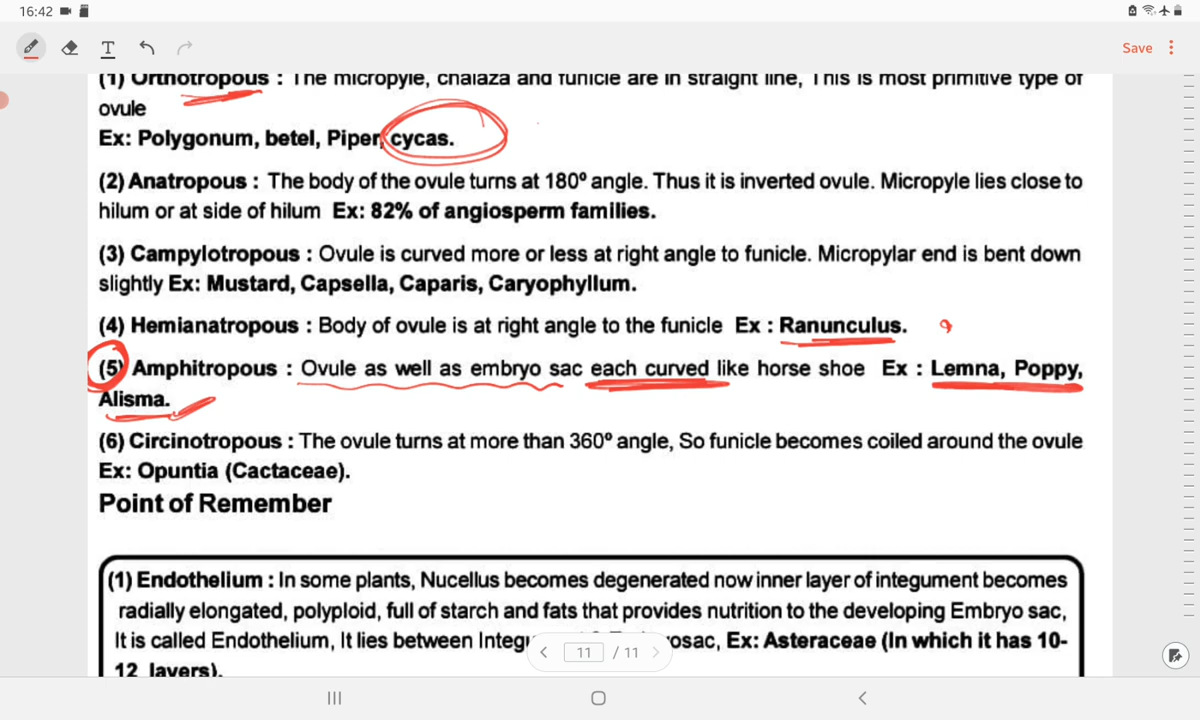 16:42
T
Save
(1) Orthotropous : The micropyle, chalaza and funicle are in straight line, This is most primitive type of
ovule
Ex: Polygonum, betel, Piper, cycas.
(2) Anatropous : The body of the ovule turns at 180º angle. Thus it is inverted ovule. Micropyle lies close to
hilum or at side of hilum Ex: 82% of angiosperm families.
(3) Campylotropous : Ovule is curved more or less at right angle to funicle. Micropylar end is bent down
slightly Ex: Mustard, Capsella, Caparis, Caryophyllum.
(4) Hemianatropous : Body of ovule is at right angle to the funicle Ex : Ranunculus.
(5) Amphitropous : Ovule as well as embryo sac each curved like horse shoe Ex : Lemna, Poppy,
Alisma.
(6) Circinotropous : The ovule turns at more than 360º angle, So funicle becomes coiled around the ovule
Ex: Opuntia (Cactaceae).
Point of Remember
(1) Endothelium : In some plants, Nucellus becomes degenerated now inner layer of integument becomes
radially elongated, polyploid, full of starch and fats that provides nutrition to the developing Embryo sac,
It is called Endothelium, It lies between Ex: Asteraceae (In which it has 10-
12 layers).
11 / 11